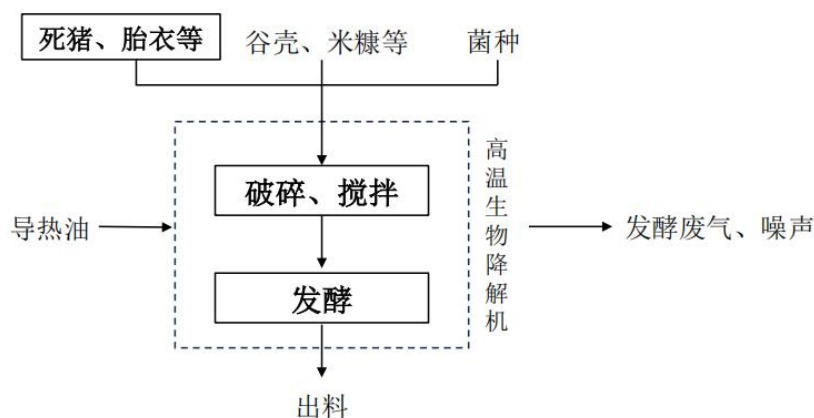 死猪、胎衣等
谷壳、米糠等
菌种
破碎、搅拌
高温生物降解机
导热油
发酵废气、噪声
发酵
出料